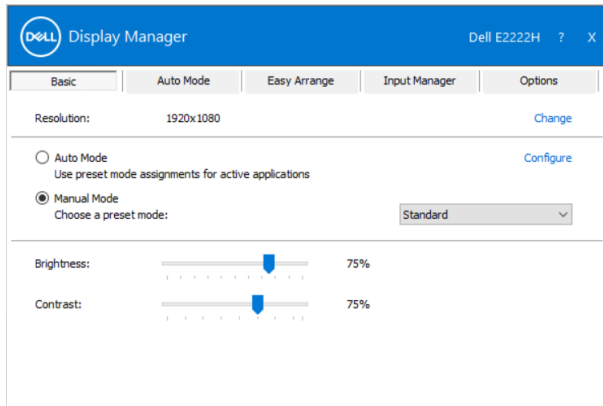 DELL Display Manager Dell E2222H ? X
Basic Auto Mode Easy Arrange Input Manager Options
Resolution: 1920x1080 Change
Auto Mode Configure
Use preset mode assignments for active applications
Manual Mode
Choose a preset mode: Standard
Brightness: 75%
Contrast: 75%